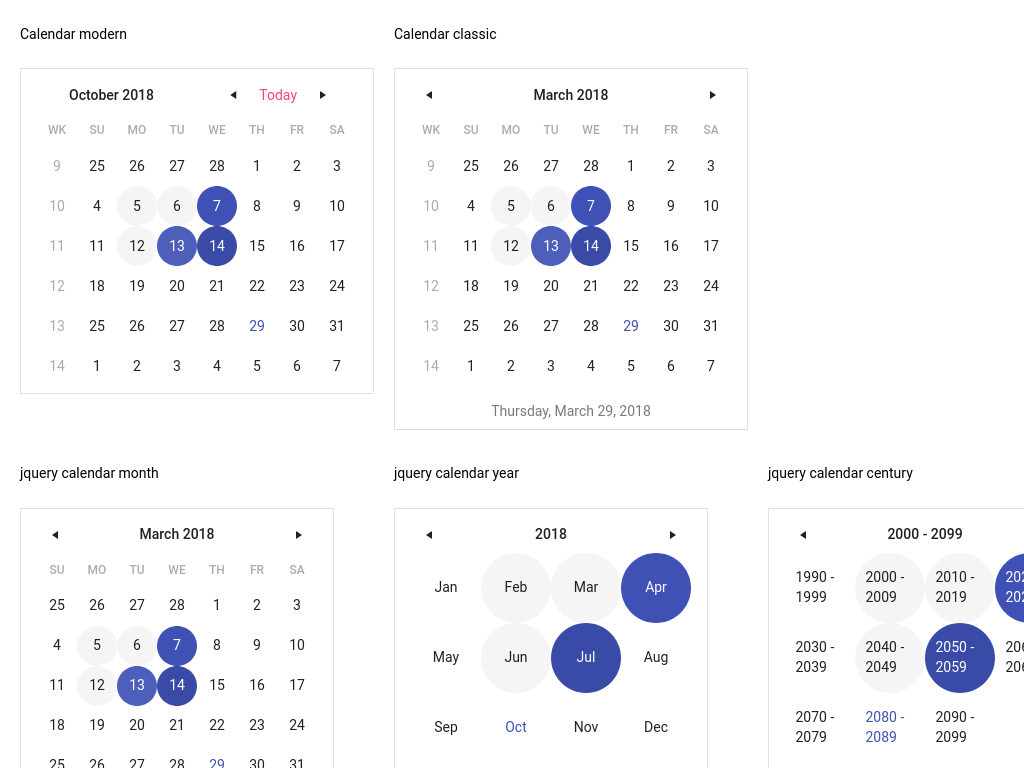 Calendar modern
October 2018 Today
WK SU MO TU WE TH FR SA
9 25 26 27 28 1 2 3
10 4 5 6 7 8 9 10
11 11 12 13 14 15 16 17
12 18 19 20 21 22 23 24
13 25 26 27 28 29 30 31
14 1 2 3 4 5 6 7
Calendar classic
March 2018
WK SU MO TU WE TH FR SA
9 25 26 27 28 1 2 3
10 4 5 6 7 8 9 10
11 11 12 13 14 15 16 17
12 18 19 20 21 22 23 24
13 25 26 27 28 29 30 31
14 1 2 3 4 5 6 7
Thursday, March 29, 2018
jquery calendar month
March 2018
SU MO TU WE TH FR SA
25 26 27 28 1 2 3
4 5 6 7 8 9 10
11 12 13 14 15 16 17
18 19 20 21 22 23 24
25 26 27 28 29 30 31
jquery calendar year
2018
Jan Feb Mar Apr
May Jun Jul Aug
Sep Oct Nov Dec
jquery calendar century
2000 - 2099
1990 - 2000 - 2010 -
1999 2009 2019
2030 - 2040 - 2050 -
2039 2049 2059
2070 - 2080 - 2090 -
2079 2089 2099